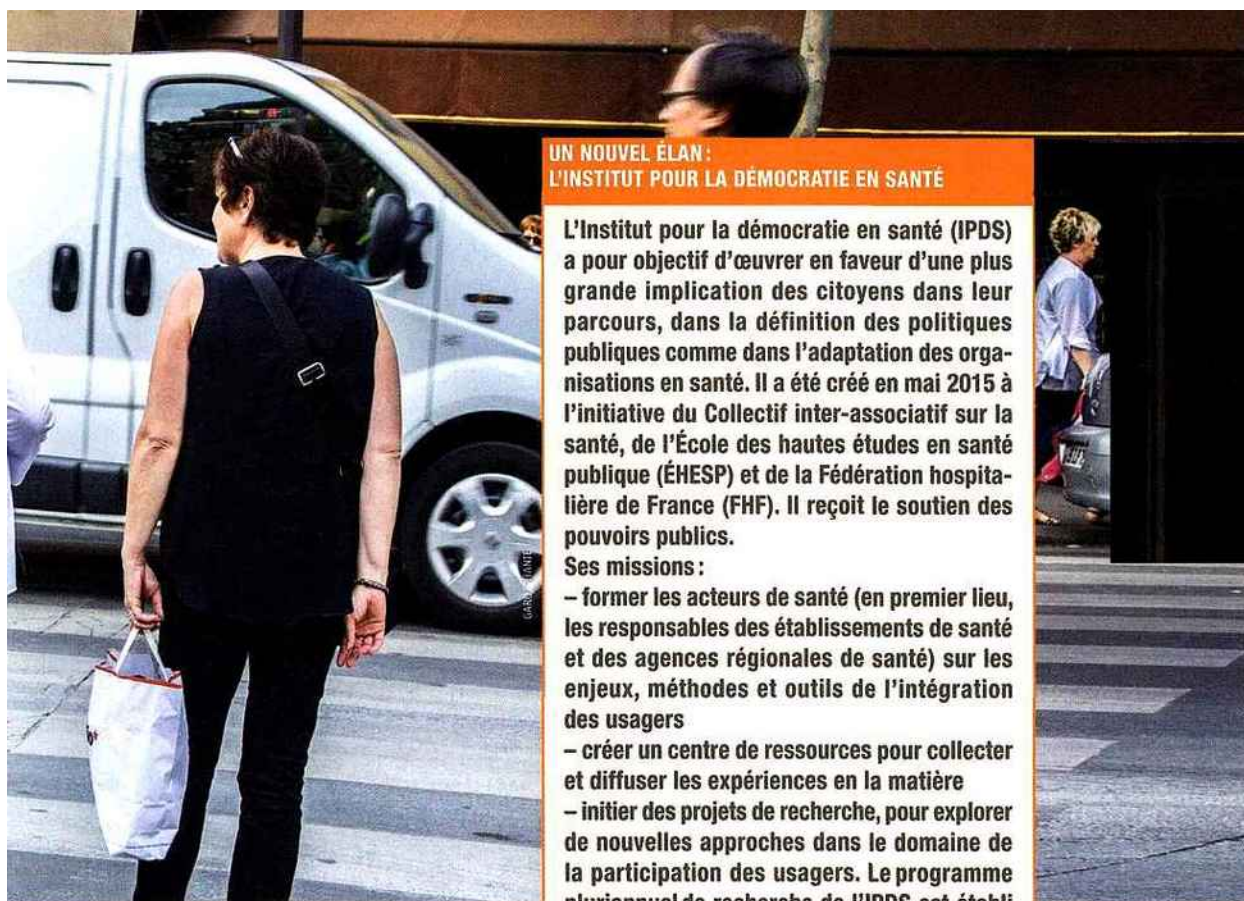 UN NOUVEL ÉLAN :
L'INSTITUT POUR LA DÉMOCRATIE EN SANTÉ
L'Institut pour la démocratie en santé (IPDS)
a pour objectif d'œuvrer en faveur d'une plus
grande implication des citoyens dans leur
parcours, dans la définition des politiques
publiques comme dans l'adaptation des orga-
nisations en santé. Il a été créé en mai 2015 à
l'initiative du Collectif inter-associatif sur la
santé, de l'École des hautes études en santé
publique (ÉHESP) et de la Fédération hospita-
lière de France (FHF). Il reçoit le soutien des
pouvoirs publics.
Ses missions :
– former les acteurs de santé (en premier lieu,
les responsables des établissements de santé
et des agences régionales de santé) sur les
enjeux, méthodes et outils de l'intégration
des usagers
– créer un centre de ressources pour collecter
et diffuser les expériences en la matière
– initier des projets de recherche, pour explorer
de nouvelles approches dans le domaine de
la participation des usagers. Le programme
pluriannuel de recherche de l'IPDS est établi